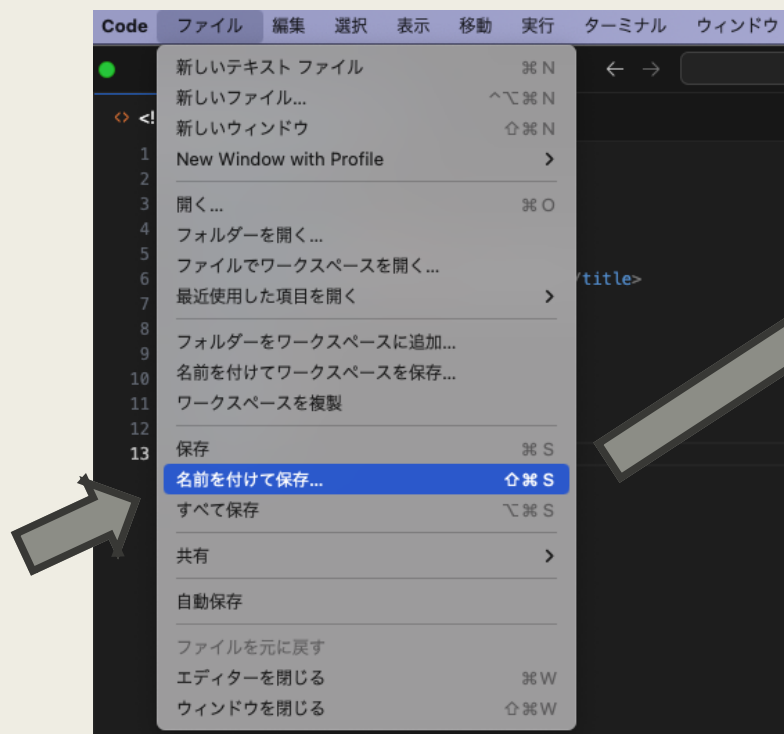 Code ファイル 編集 選択 表示 移動 実行 ターミナル ウィンドウ
新しいテキスト ファイル ⌘ N
新しいファイル... ^⌥⌘ N
新しいウィンドウ ⇧⌘ N
New Window with Profile >
開く... ⌘ O
フォルダーを開く...
ファイルでワークスペースを開く...
最近使用した項目を開く >
フォルダーをワークスペースに追加...
名前を付けてワークスペースを保存...
ワークスペースを複製
保存 ⌘ S
名前を付けて保存... ⇧⌘ S
すべて保存 ⌥⌘ S
共有 >
自動保存
ファイルを元に戻す
エディターを閉じる ⌘W
ウィンドウを閉じる ⇧⌘W
<> <!
1
2
3
4
5
6 /title>
7
8
9
10
11
12
13